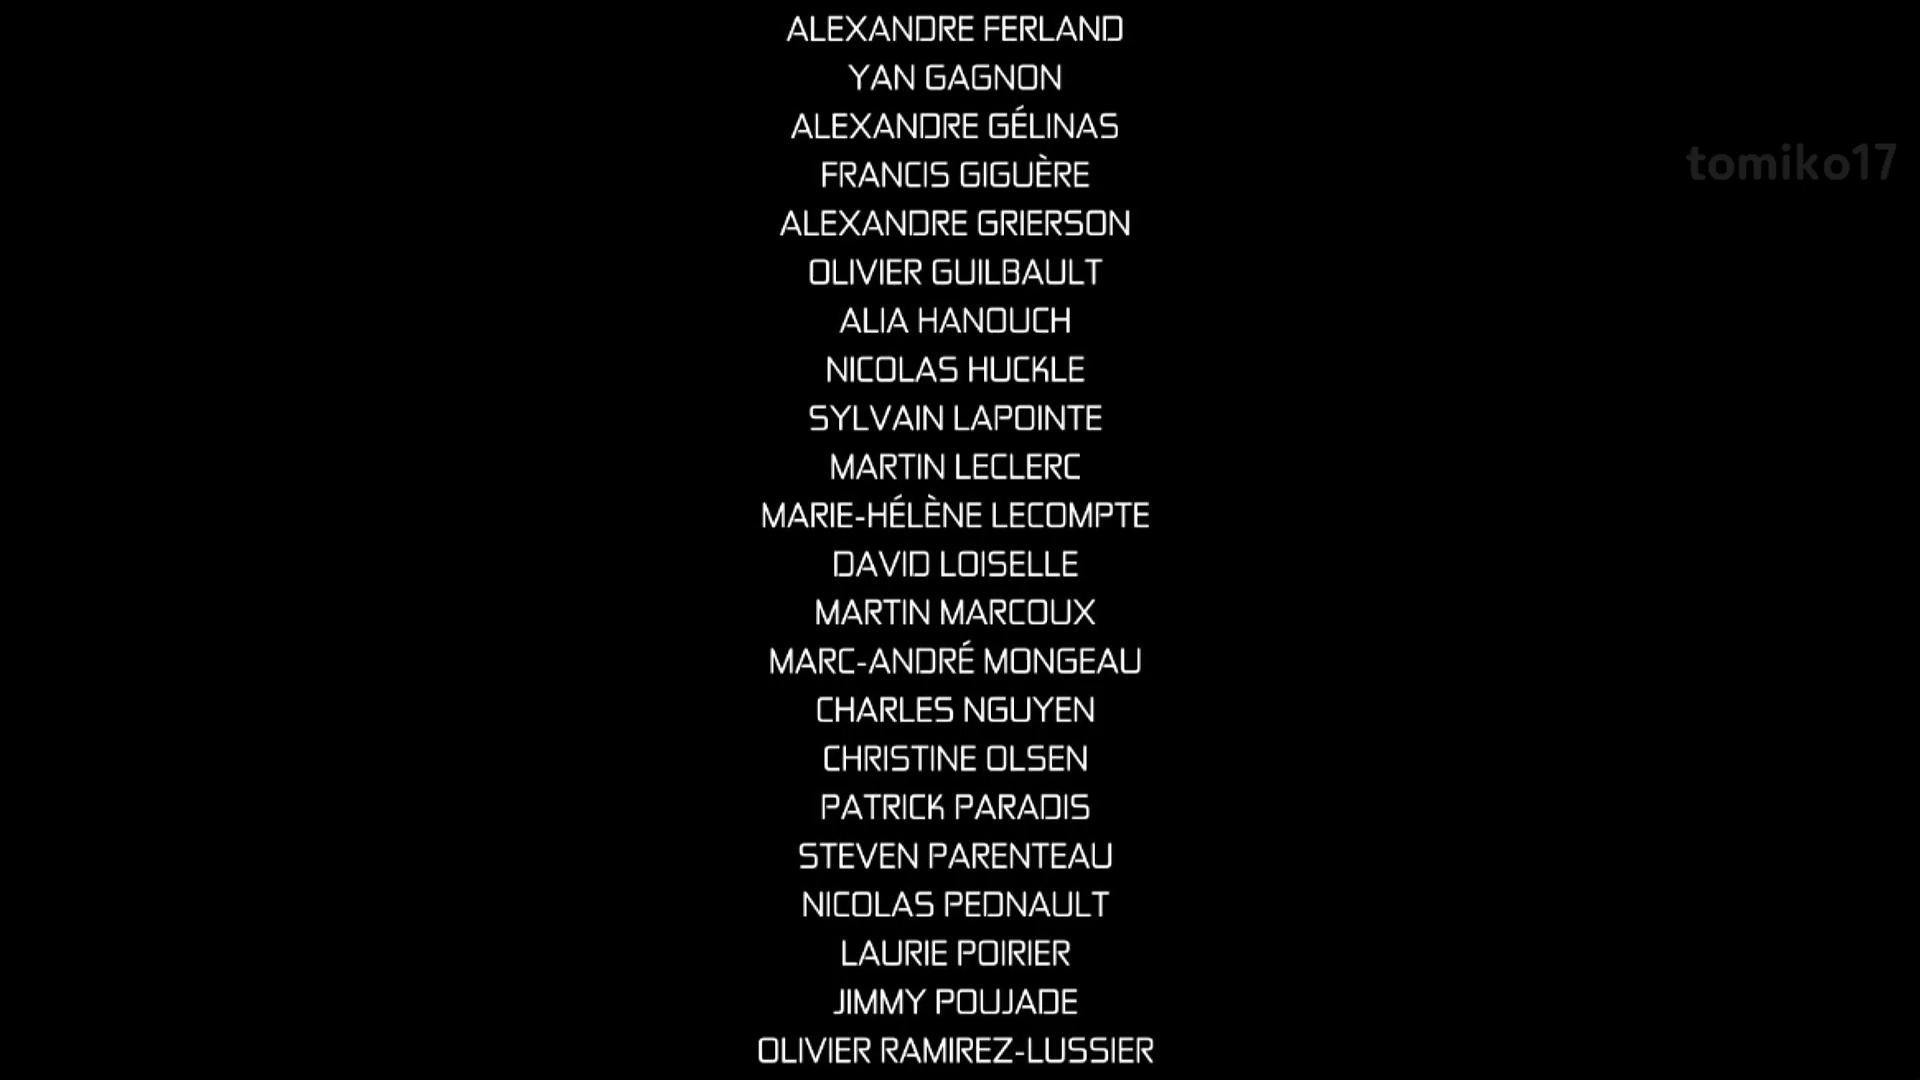 ALEXANDRE FERLAND
YAN GAGNON
ALEXANDRE GÉLINAS
tomiko17
FRANCIS GIGUÈRE
ALEXANDRE GRIERSON
OLIVIER GUILBAULT
ALIA HANOUCH
NICOLAS HUCKLE
SYLVAIN LAPOINTE
MARTIN LECLERC
MARIE-HÉLÈNE LECOMPTE
DAVID LOISELLE
MARTIN MARCOUX
MARC-ANDRÉ MONGEAU
CHARLES NGUYEN
CHRISTINE OLSEN
PATRICK PARADIS
STEVEN PARENTEAU
NICOLAS PEDNAULT
LAURIE POIRIER
JIMMY POUJADE
OLIVIER RAMIREZ-LUSSIER